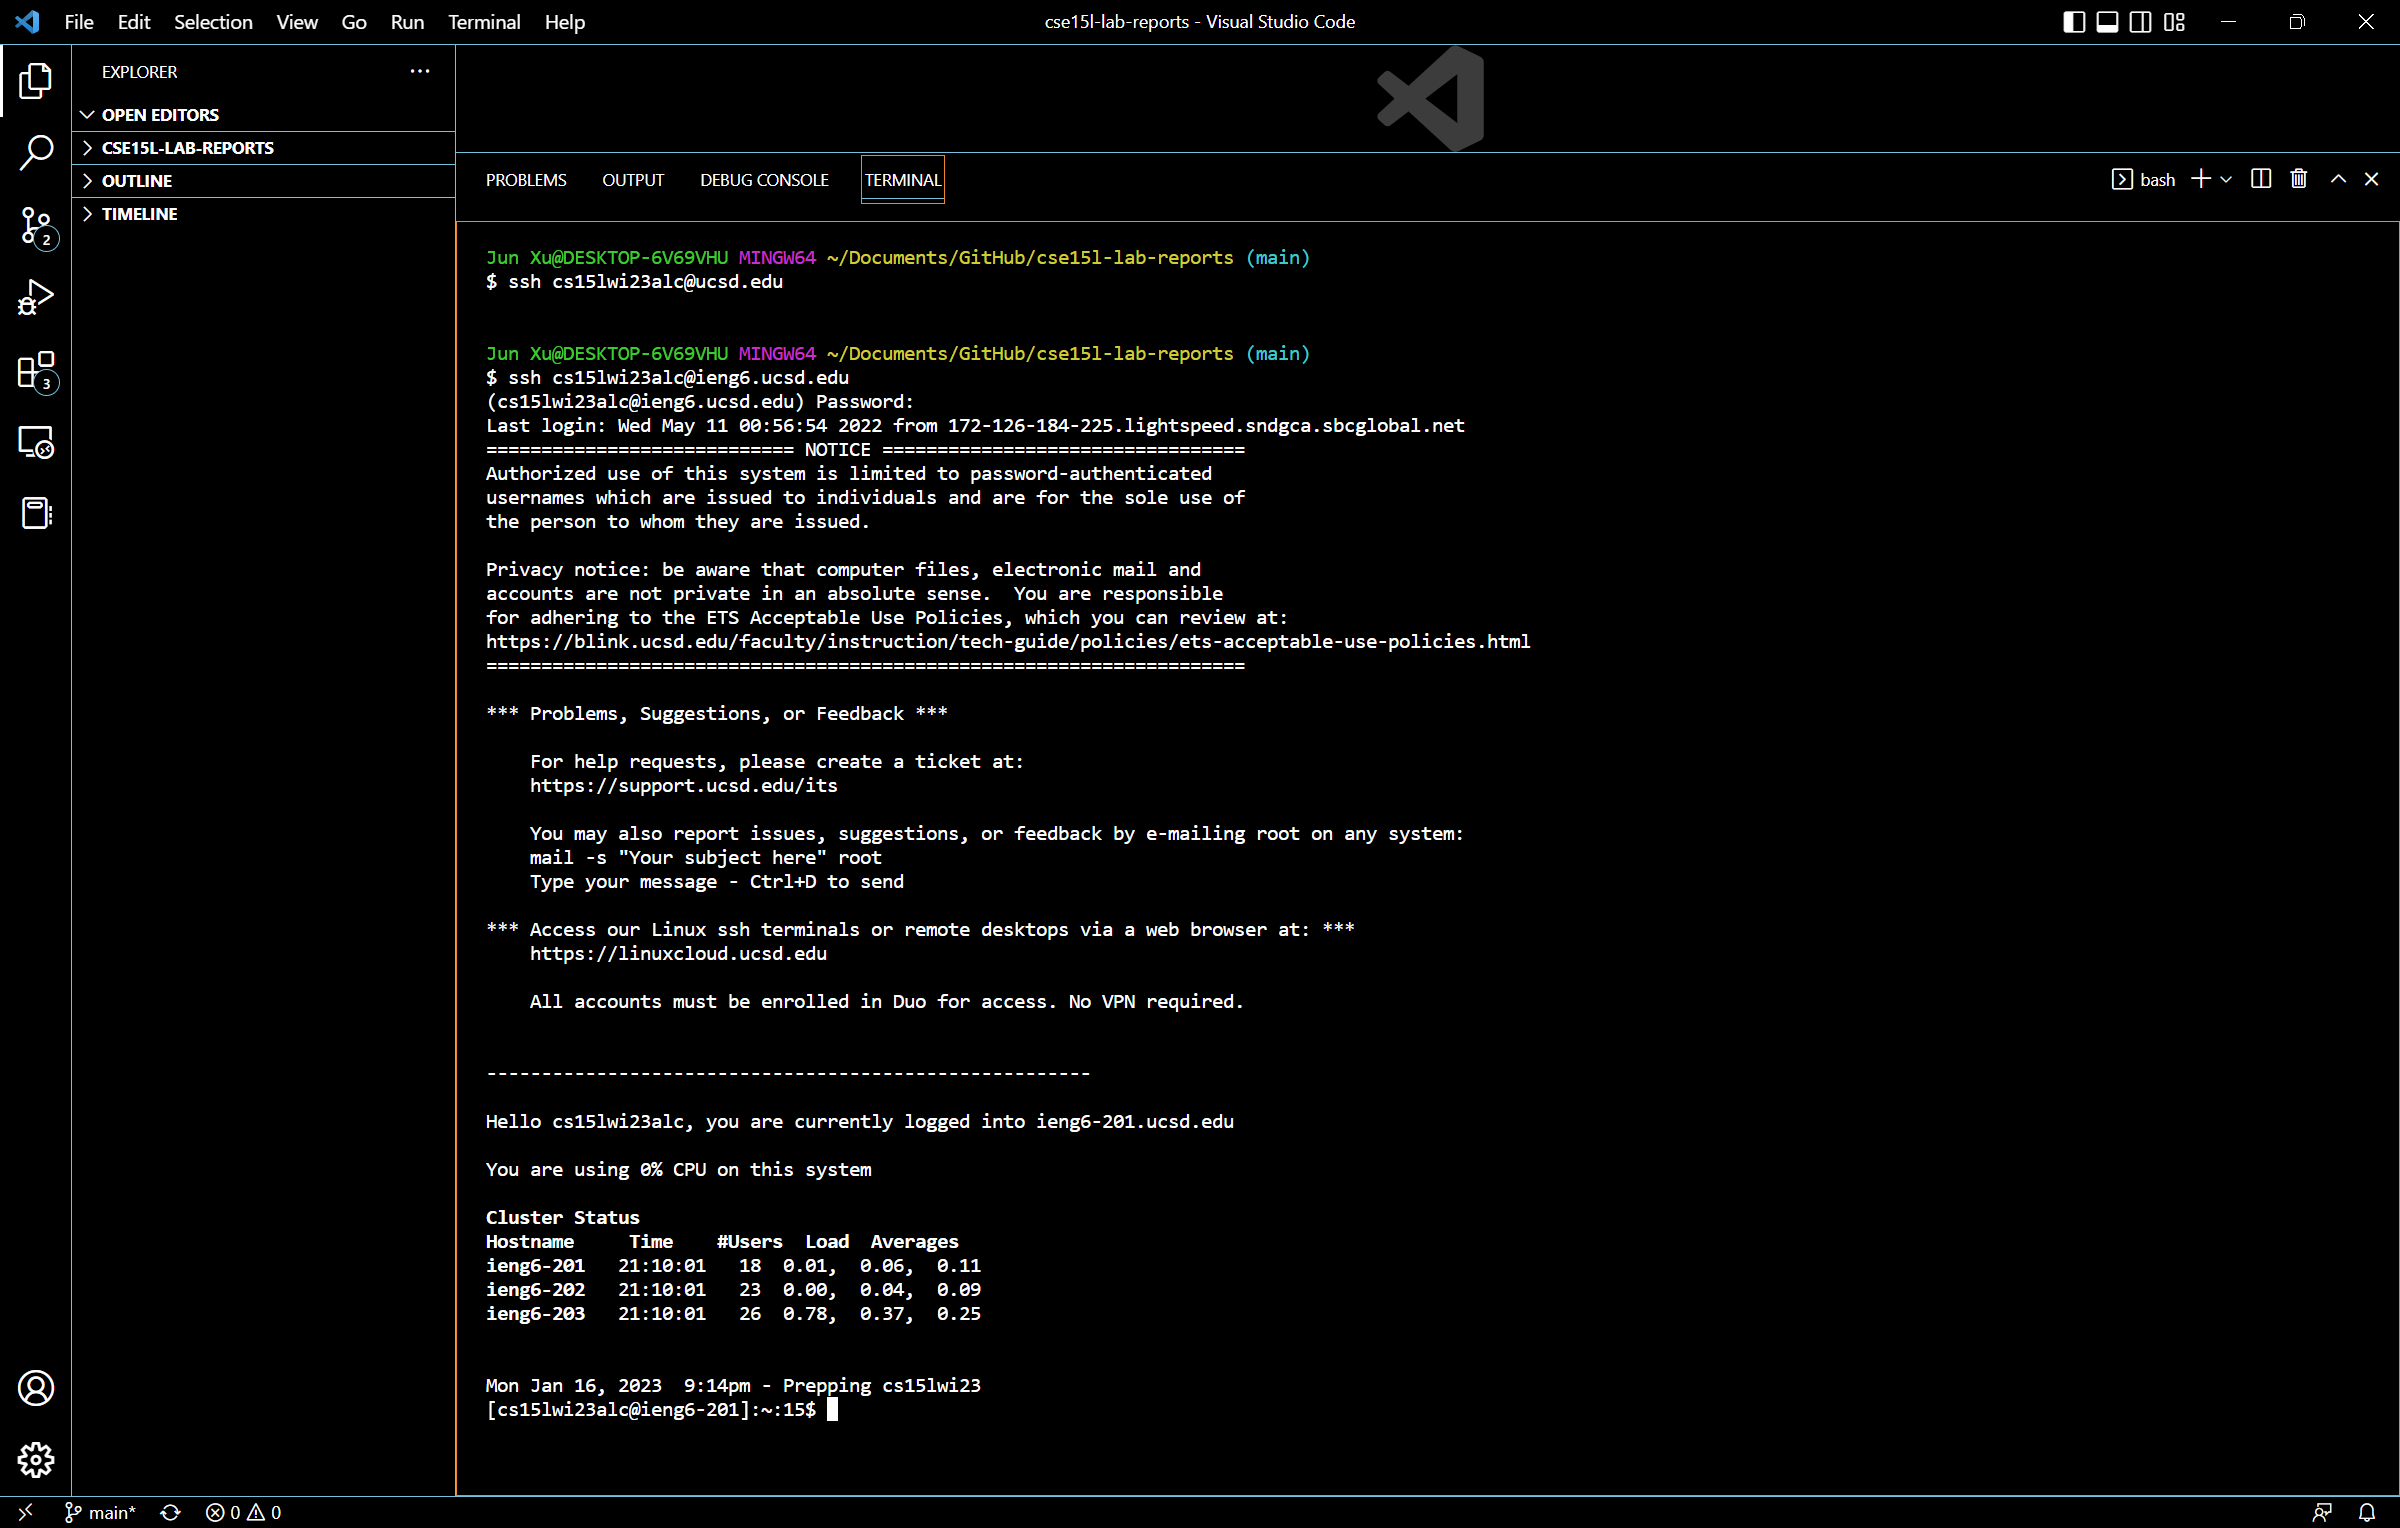 File Edit Selection View Go Run Terminal Help
cse15l-lab-reports - Visual Studio Code
EXPLORER
OPEN EDITORS
CSE15L-LAB-REPORTS
OUTLINE
TIMELINE
2
3
PROBLEMS OUTPUT DEBUG CONSOLE TERMINAL
bash
Jun Xu@DESKTOP-6V69VHU MINGW64 ~/Documents/GitHub/cse15l-lab-reports (main)
$ ssh cs15lwi23alc@ucsd.edu
Jun Xu@DESKTOP-6V69VHU MINGW64 ~/Documents/GitHub/cse15l-lab-reports (main)
$ ssh cs15lwi23alc@ieng6.ucsd.edu
(cs15lwi23alc@ieng6.ucsd.edu) Password:
Last login: Wed May 11 00:56:54 2022 from 172-126-184-225.lightspeed.sndgca.sbcglobal.net
============================ NOTICE =================================
Authorized use of this system is limited to password-authenticated
usernames which are issued to individuals and are for the sole use of
the person to whom they are issued.
Privacy notice: be aware that computer files, electronic mail and
accounts are not private in an absolute sense.  You are responsible
for adhering to the ETS Acceptable Use Policies, which you can review at:
https://blink.ucsd.edu/faculty/instruction/tech-guide/policies/ets-acceptable-use-policies.html
=====================================================================
*** Problems, Suggestions, or Feedback ***
For help requests, please create a ticket at:
https://support.ucsd.edu/its
You may also report issues, suggestions, or feedback by e-mailing root on any system:
mail -s "Your subject here" root
Type your message - Ctrl+D to send
*** Access our Linux ssh terminals or remote desktops via a web browser at: ***
https://linuxcloud.ucsd.edu
All accounts must be enrolled in Duo for access. No VPN required.
-------------------------------------------------------
Hello cs15lwi23alc, you are currently logged into ieng6-201.ucsd.edu
You are using 0% CPU on this system
Cluster Status
Hostname     Time    #Users  Load  Averages
ieng6-201   21:10:01   18  0.01,  0.06,  0.11
ieng6-202   21:10:01   23  0.00,  0.04,  0.09
ieng6-203   21:10:01   26  0.78,  0.37,  0.25
Mon Jan 16, 2023  9:14pm - Prepping cs15lwi23
[cs15lwi23alc@ieng6-201]:~:15$
main* 0 0